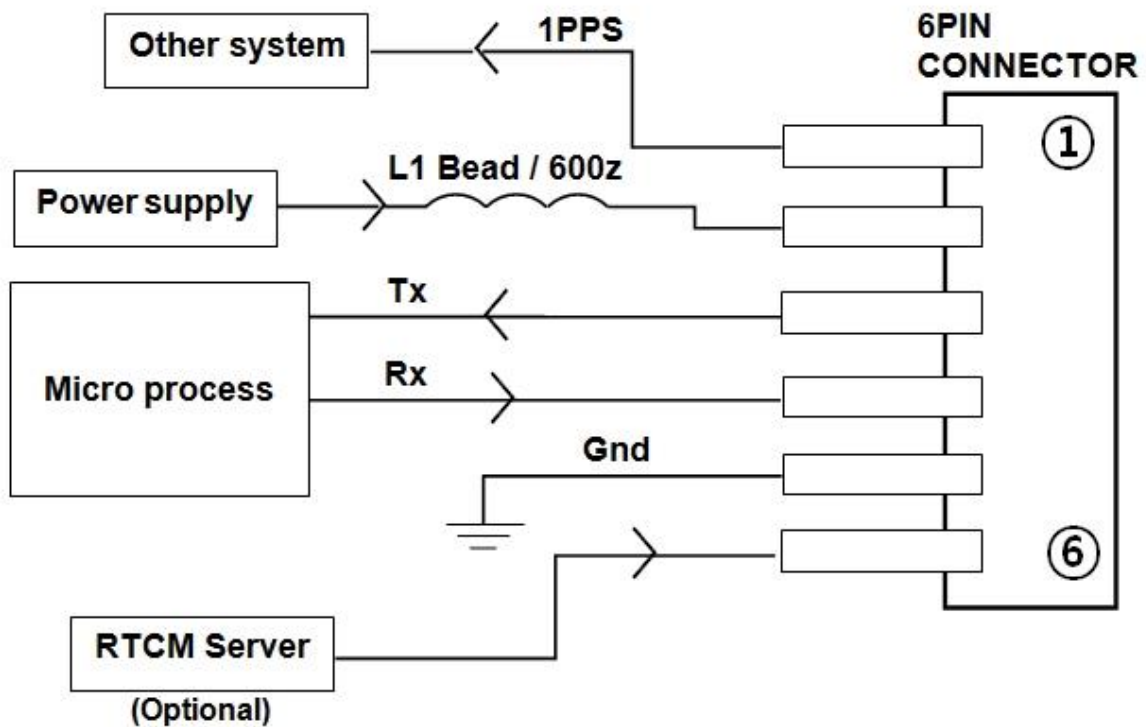 Other system
1PPS
6PIN
CONNECTOR
①
L1 Bead / 600z
Power supply
Tx
Micro process
Rx
Gnd
⑥
RTCM Server
(Optional)